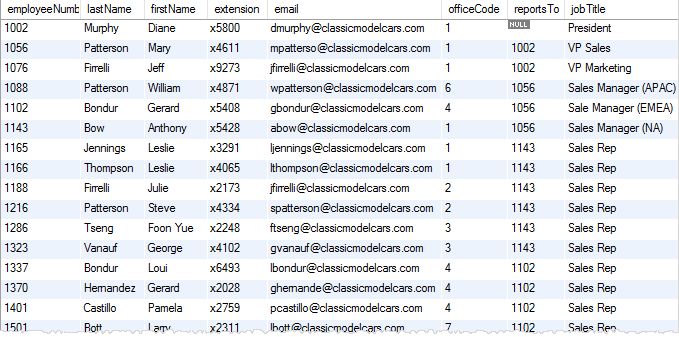 employeeNumb lastName firstName extension email officeCode reportsTo jobTitle
1002 Murphy Diane x5800 dmurphy@classicmodelcars.com 1 NULL President
1056 Patterson Mary x4611 mpatterso@classicmodelcars.com 1 1002 VP Sales
1076 Firrelli Jeff x9273 jfirrelli@classicmodelcars.com 1 1002 VP Marketing
1088 Patterson William x4871 wpatterson@classicmodelcars.com 6 1056 Sales Manager (APAC)
1102 Bondur Gerard x5408 gbondur@classicmodelcars.com 4 1056 Sale Manager (EMEA)
1143 Bow Anthony x5428 abow@classicmodelcars.com 1 1056 Sales Manager (NA)
1165 Jennings Leslie x3291 ljennings@classicmodelcars.com 1 1143 Sales Rep
1166 Thompson Leslie x4065 lthompson@classicmodelcars.com 1 1143 Sales Rep
1188 Firrelli Julie x2173 jfirrelli@classicmodelcars.com 2 1143 Sales Rep
1216 Patterson Steve x4334 spatterson@classicmodelcars.com 2 1143 Sales Rep
1286 Tseng Foon Yue x2248 ftseng@classicmodelcars.com 3 1143 Sales Rep
1323 Vanauf George x4102 gvanauf@classicmodelcars.com 3 1143 Sales Rep
1337 Bondur Loui x6493 lbondur@classicmodelcars.com 4 1102 Sales Rep
1370 Hernandez Gerard x2028 ghernande@classicmodelcars.com 4 1102 Sales Rep
1401 Castillo Pamela x2759 pcastillo@classicmodelcars.com 4 1102 Sales Rep
1501 Bott Larry x2311 lbott@classicmodelcars.com 7 1102 Sales Rep